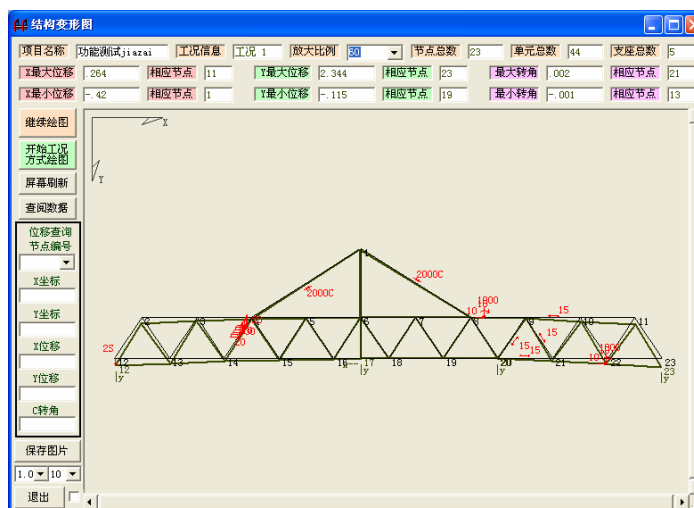 结构变形图
项目名称 功能测试jiazai 工况信息 工况 1 放大比例 60 节点总数 23 单元总数 44 支座总数 5
X最大位移 .264 相应节点 11 Y最大位移 2.344 相应节点 23 最大转角 .002 相应节点 21
X最小位移 -.42 相应节点 1 Y最小位移 -.115 相应节点 19 最小转角 -.001 相应节点 13
继续绘图
开始工况
方式绘图
屏幕刷新
查阅数据
位移查询
节点编号
X坐标
Y坐标
X位移
Y位移
C转角
保存图片
1.0 10
退出
X
Y
1
2000C 2000C
1000
10
2 3 5 6 7 8 9 15 10 11
20
2S
15 15
12 13 14 15 16 17 18 19 20 21 22 23
12 23
y y y y